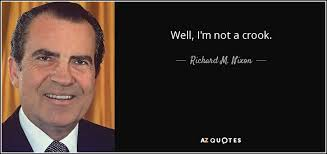 Well, I'm not a crook.
Richard M. Nixon
AZ QUOTES